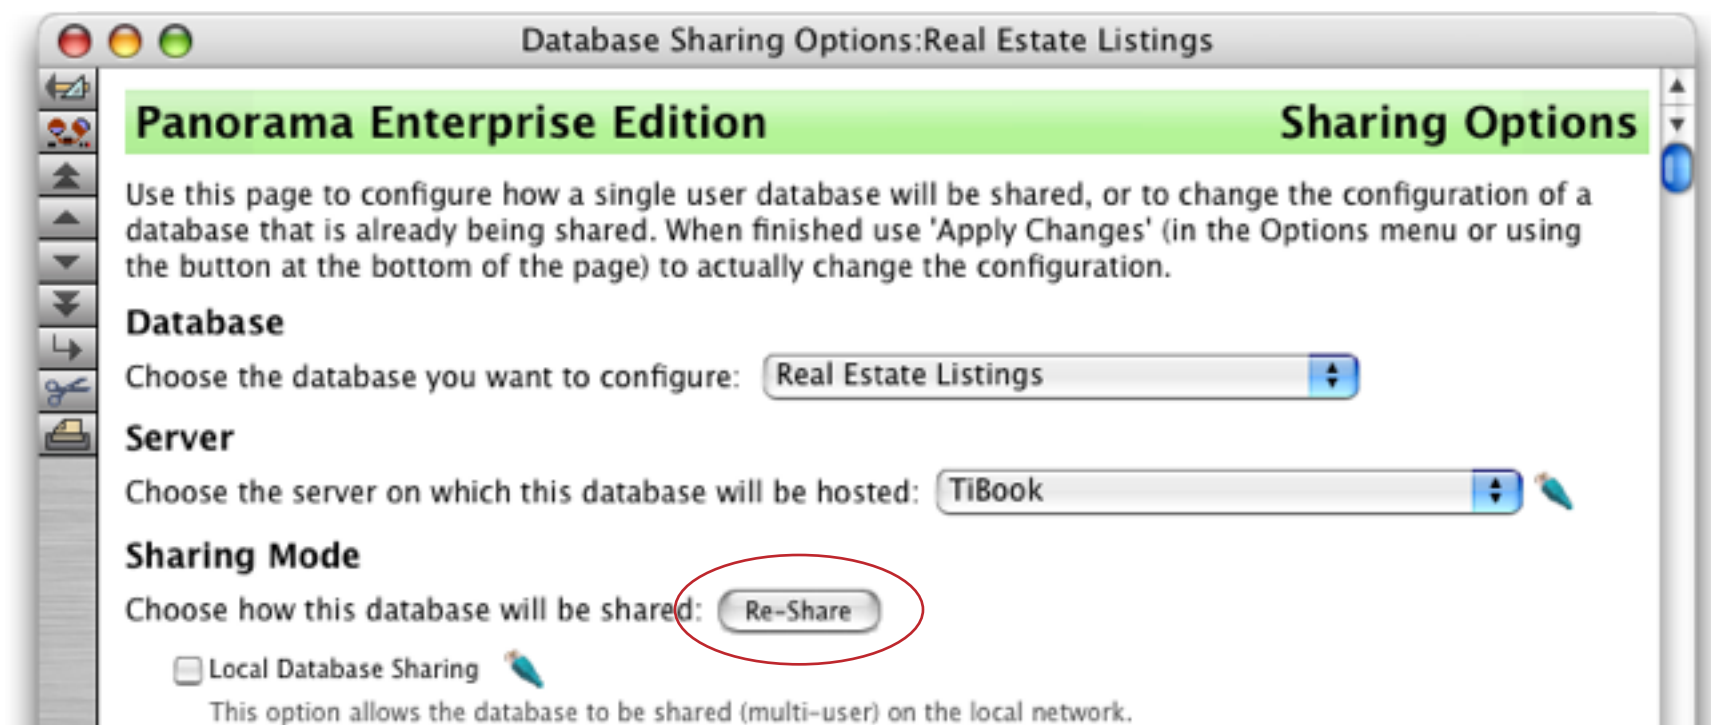 Database Sharing Options:Real Estate Listings
Panorama Enterprise Edition Sharing Options
Use this page to configure how a single user database will be shared, or to change the configuration of a
database that is already being shared. When finished use 'Apply Changes' (in the Options menu or using
the button at the bottom of the page) to actually change the configuration.
Database
Choose the database you want to configure: Real Estate Listings
Server
Choose the server on which this database will be hosted: TiBook
Sharing Mode
Choose how this database will be shared: Re-Share
Local Database Sharing
This option allows the database to be shared (multi-user) on the local network.